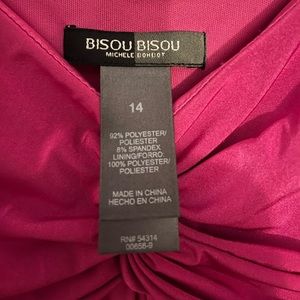 BISOU BISOU
MICHELE BOHBOT
14
92% POLYESTER/
POLIESTER
8% SPANDEX
LINING/FORRO:
100% POLYESTER/
POLIESTER
MADE IN CHINA
HECHO EN CHINA
RN# 54314
00658-9